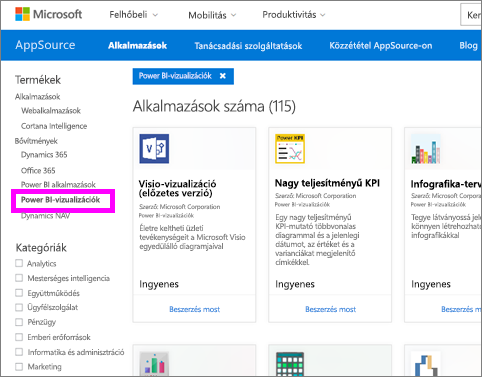 Microsoft
Felhőbeli
Mobilitás
Produktivitás
AppSource
Alkalmazások
Tanácsadási szolgáltatások
Közzététel AppSource-on
Blog
Termékek
Alkalmazások
Webalkalmazások
Cortana Intelligence
Bővítmények
Dynamics 365
Office 365
Power BI alkalmazások
Power BI-vizualizációk
Dynamics NAV
Kategóriák
Analytics
Mesterséges intelligencia
Együttműködés
Ügyfélszolgálat
Pénzügy
Emberi erőforrások
Informatika és adminisztráció
Marketing
Power BI-vizualizációk ×
Alkalmazások száma (115)
Visio-vizualizáció
(előzetes verzió)
Szerző: Microsoft Corporation
Power BI-vizualizációk
Életre keltheti üzleti
tevékenységeit a Microsoft Visio
egyedülálló diagramjaival
Ingyenes
Beszerzés most
Power KPI
Nagy teljesítményű KPI
Szerző: Microsoft Corporation
Power BI-vizualizációk
Egy nagy teljesítményű
KPI-mutató többvonalas
diagrammal és a jelenlegi
dátumot, az értéket és a
varianciákat megjelenítő
címkékkel.
Ingyenes
Beszerzés most
Infografika-terv
Szerző: Microsoft Corporation
Power BI-vizualizációk
Tegye látványossá jelen
könnyen létrehozható
infografikákkal
Ingyenes
Beszerzés most